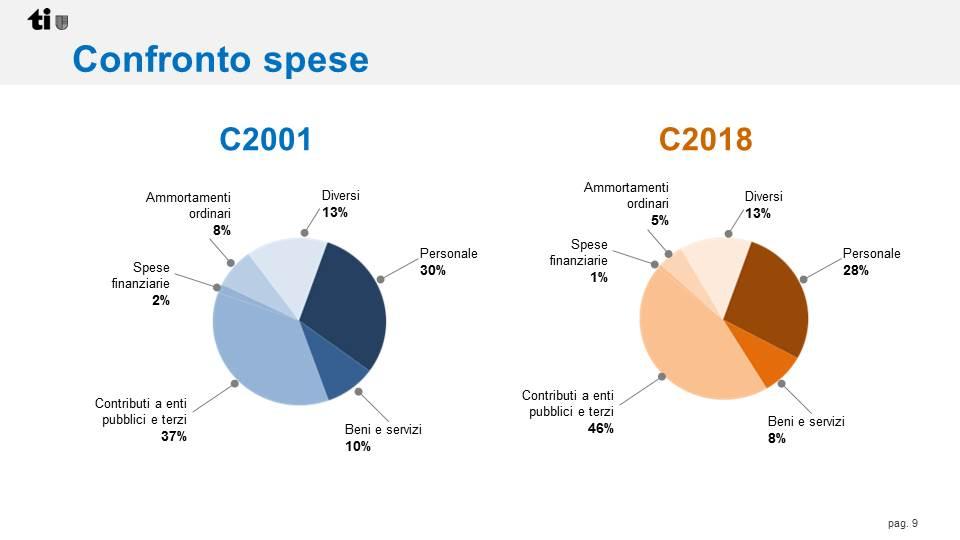 ti
Confronto spese
C2001
Ammortamenti
ordinari
8%
Diversi
13%
Spese
finanziarie
2%
Personale
30%
Contributi a enti
pubblici e terzi
37%
Beni e servizi
10%
C2018
Ammortamenti
ordinari
5%
Diversi
13%
Spese
finanziarie
1%
Personale
28%
Contributi a enti
pubblici e terzi
46%
Beni e servizi
8%
pag. 9